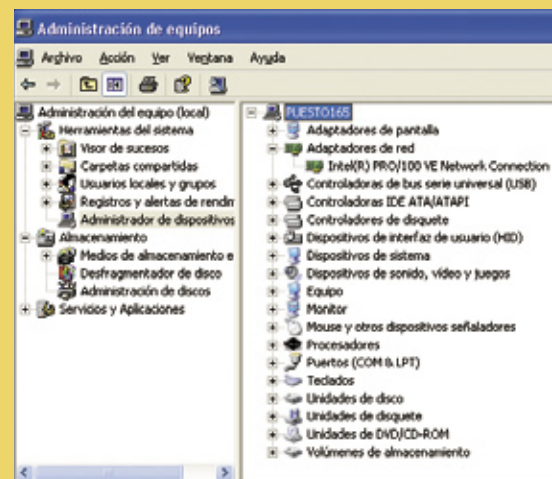 Administración de equipos
Archivo Acción Ver Ventana Ayuda
Administración del equipo (local)
Herramientas del sistema
Visor de sucesos
Carpetas compartidas
Usuarios locales y grupos
Registros y alertas de rendim
Administrador de dispositivos
Almacenamiento
Medios de almacenamiento e
Desfragmentador de disco
Administración de discos
Servicios y Aplicaciones
PUESTO165
Adaptadores de pantalla
Adaptadores de red
Intel(R) PRO/100 VE Network Connection
Controladoras de bus serie universal (USB)
Controladoras IDE ATA/ATAPI
Controladoras de disquete
Dispositivos de interfaz de usuario (HID)
Dispositivos de sistema
Dispositivos de sonido, vídeo y juegos
Equipo
Monitor
Mouse y otros dispositivos señaladores
Procesadores
Puertos (COM & LPT)
Teclados
Unidades de disco
Unidades de disquete
Unidades de DVD/CD-ROM
Volúmenes de almacenamiento